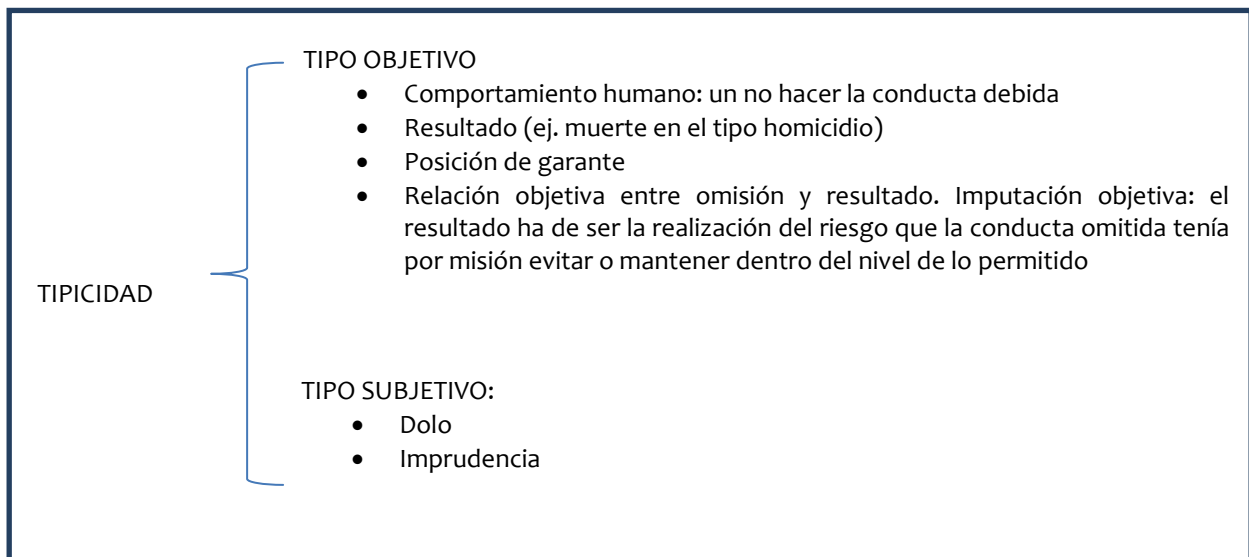 TIPO OBJETIVO
• Comportamiento humano: un no hacer la conducta debida
• Resultado (ej. muerte en el tipo homicidio)
• Posición de garante
• Relación objetiva entre omisión y resultado. Imputación objetiva: el
resultado ha de ser la realización del riesgo que la conducta omitida tenía
por misión evitar o mantener dentro del nivel de lo permitido
TIPICIDAD
TIPO SUBJETIVO:
• Dolo
• Imprudencia